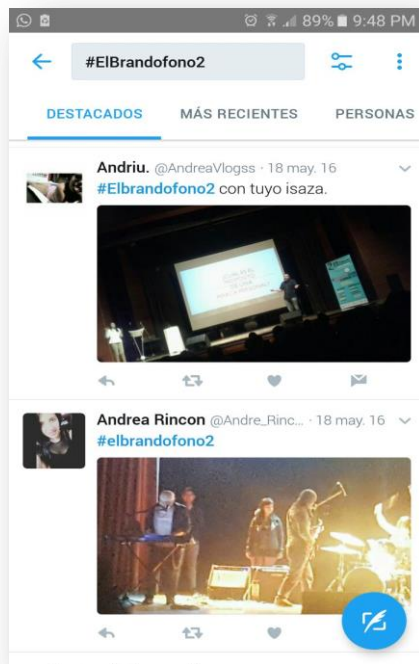 89% 9:48 PM
#ElBrandofono2
DESTACADOS MÁS RECIENTES PERSONAS
Andriu. @AndreaVlogss · 18 may. 16
#Elbrandofono2 con tuyo isaza.
Andrea Rincon @Andre_Rinc... · 18 may. 16
#elbrandofono2